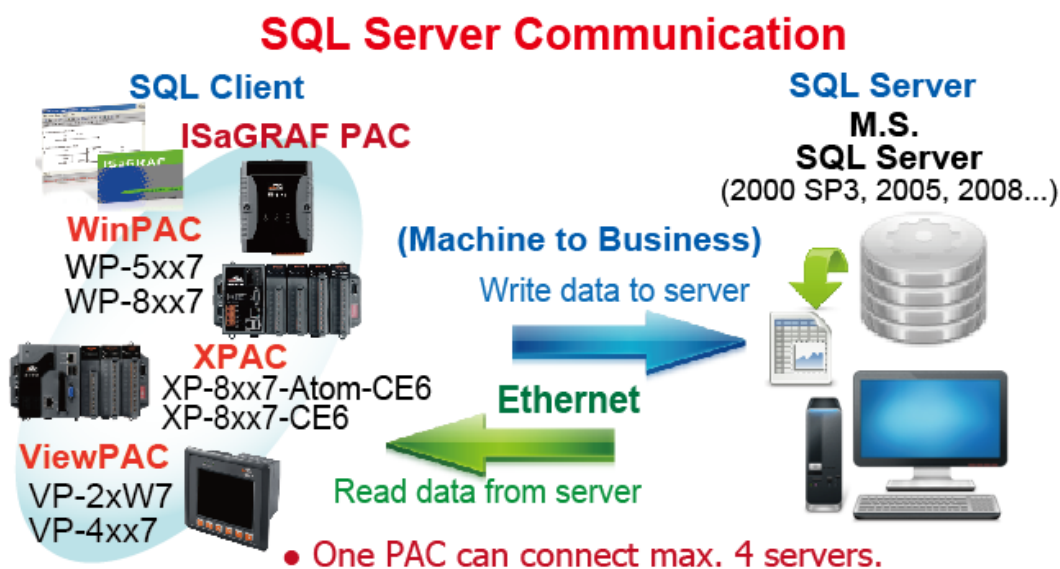 SQL Server Communication
SQL Client
ISaGRAF PAC
ISaGRAF
WinPAC
WP-5xx7
WP-8xx7
XPAC
XP-8xx7-Atom-CE6
XP-8xx7-CE6
ViewPAC
VP-2xW7
VP-4xx7
(Machine to Business)
Write data to server
Ethernet
Read data from server
SQL Server
M.S.
SQL Server
(2000 SP3, 2005, 2008...)
• One PAC can connect max. 4 servers.